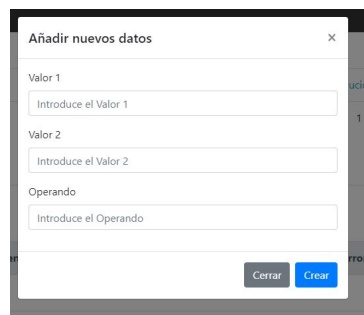 Añadir nuevos datos ×
Valor 1
Introduce el Valor 1
Valor 2
Introduce el Valor 2
Operando
Introduce el Operando
Cerrar Crear
1